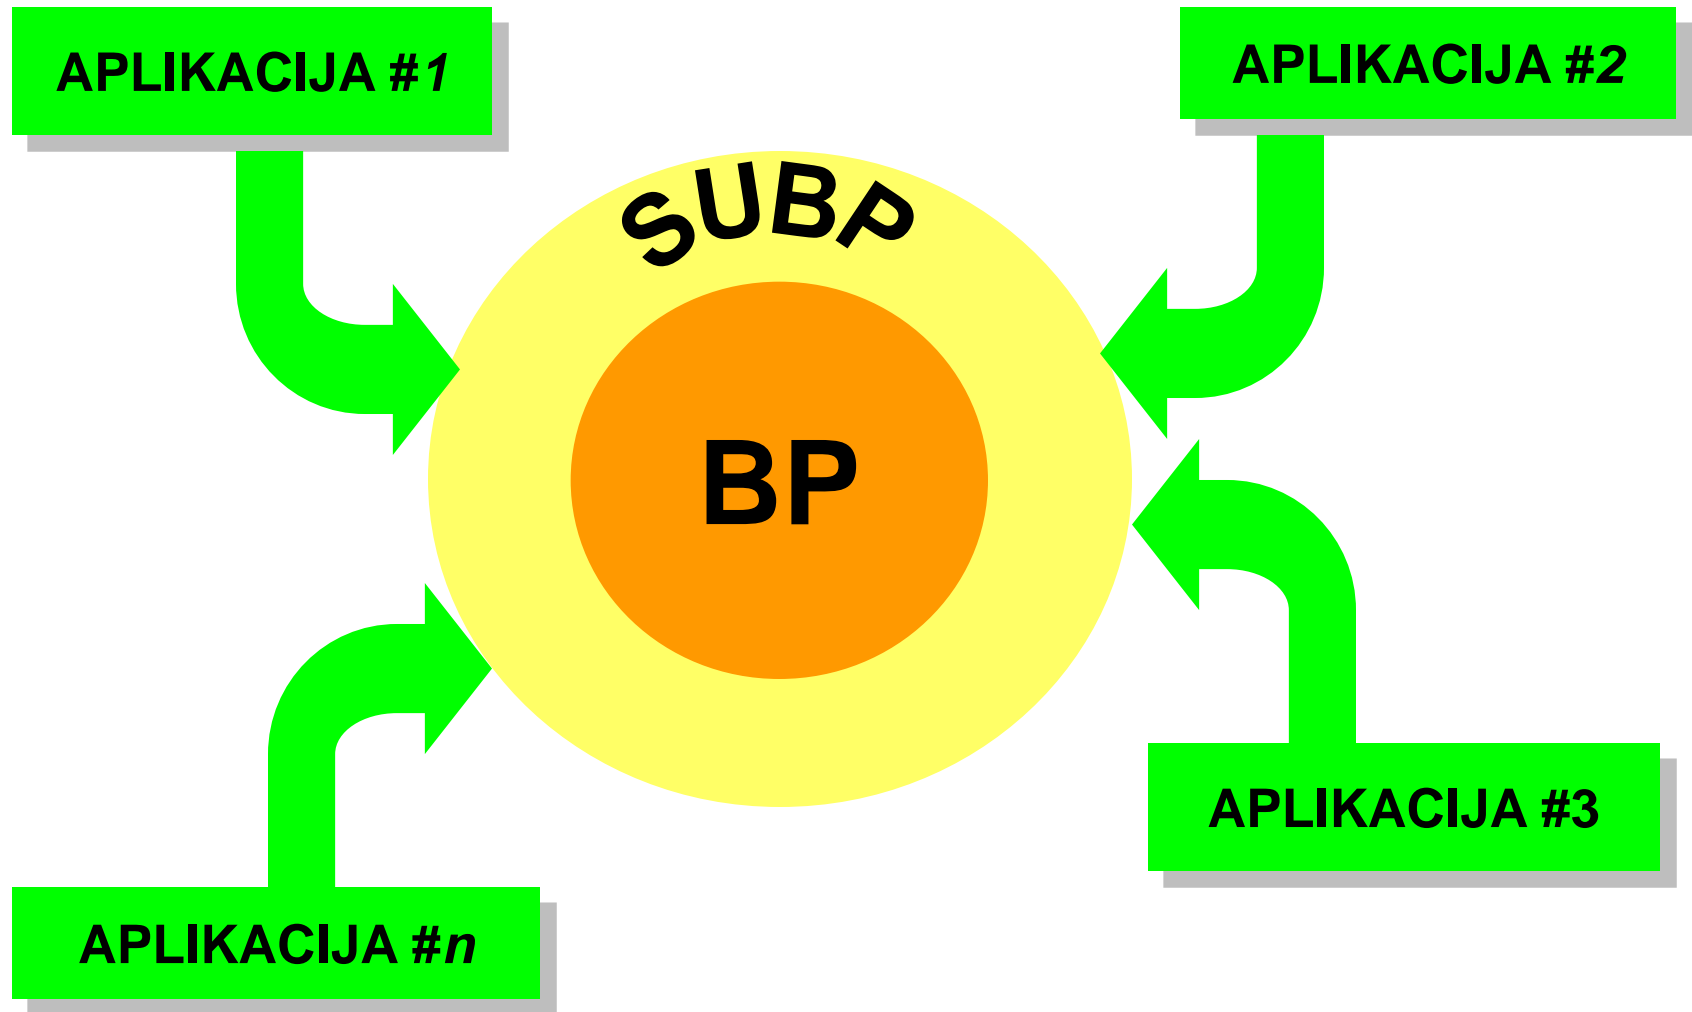 APLIKACIJA #1
APLIKACIJA #2
SUBP
BP
APLIKACIJA #3
APLIKACIJA #n